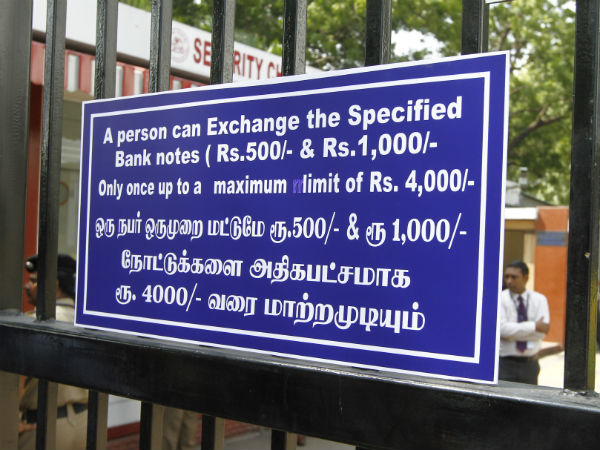 SECURITY C
A person can Exchange the Specified
Bank notes ( Rs.500/- & Rs.1,000/-
Only once up to a maximum limit of Rs. 4,000/-
ஒரு நபர் ஒருமுறை மட்டுமே ரூ.500/- & ரூ 1,000/-
நோட்டுக்களை அதிகபட்சமாக
ரூ. 4000/- வரை மாற்றமுடியும்